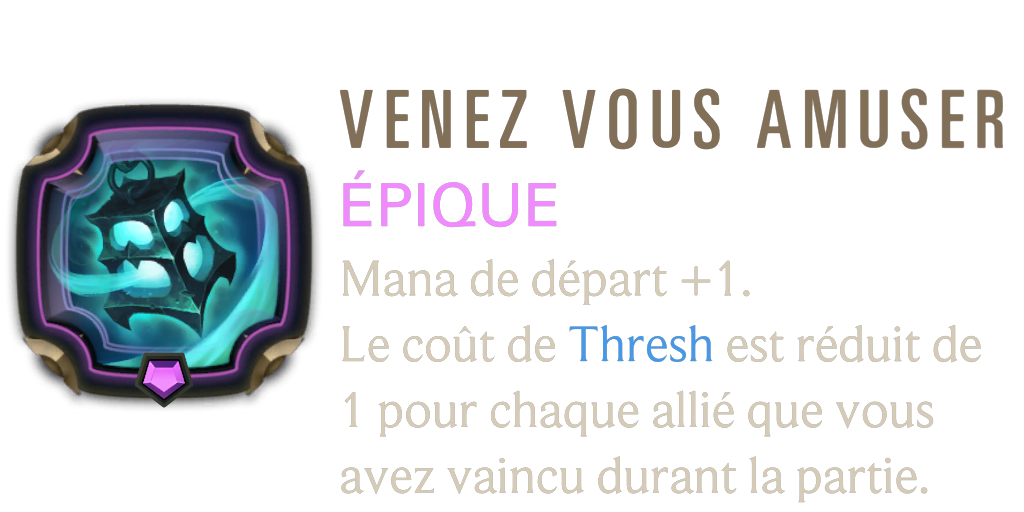 VENEZ VOUS AMUSER
ÉPIQUE
Mana de départ +1.
Le coût de Thresh est réduit de
1 pour chaque allié que vous
avez vaincu durant la partie.